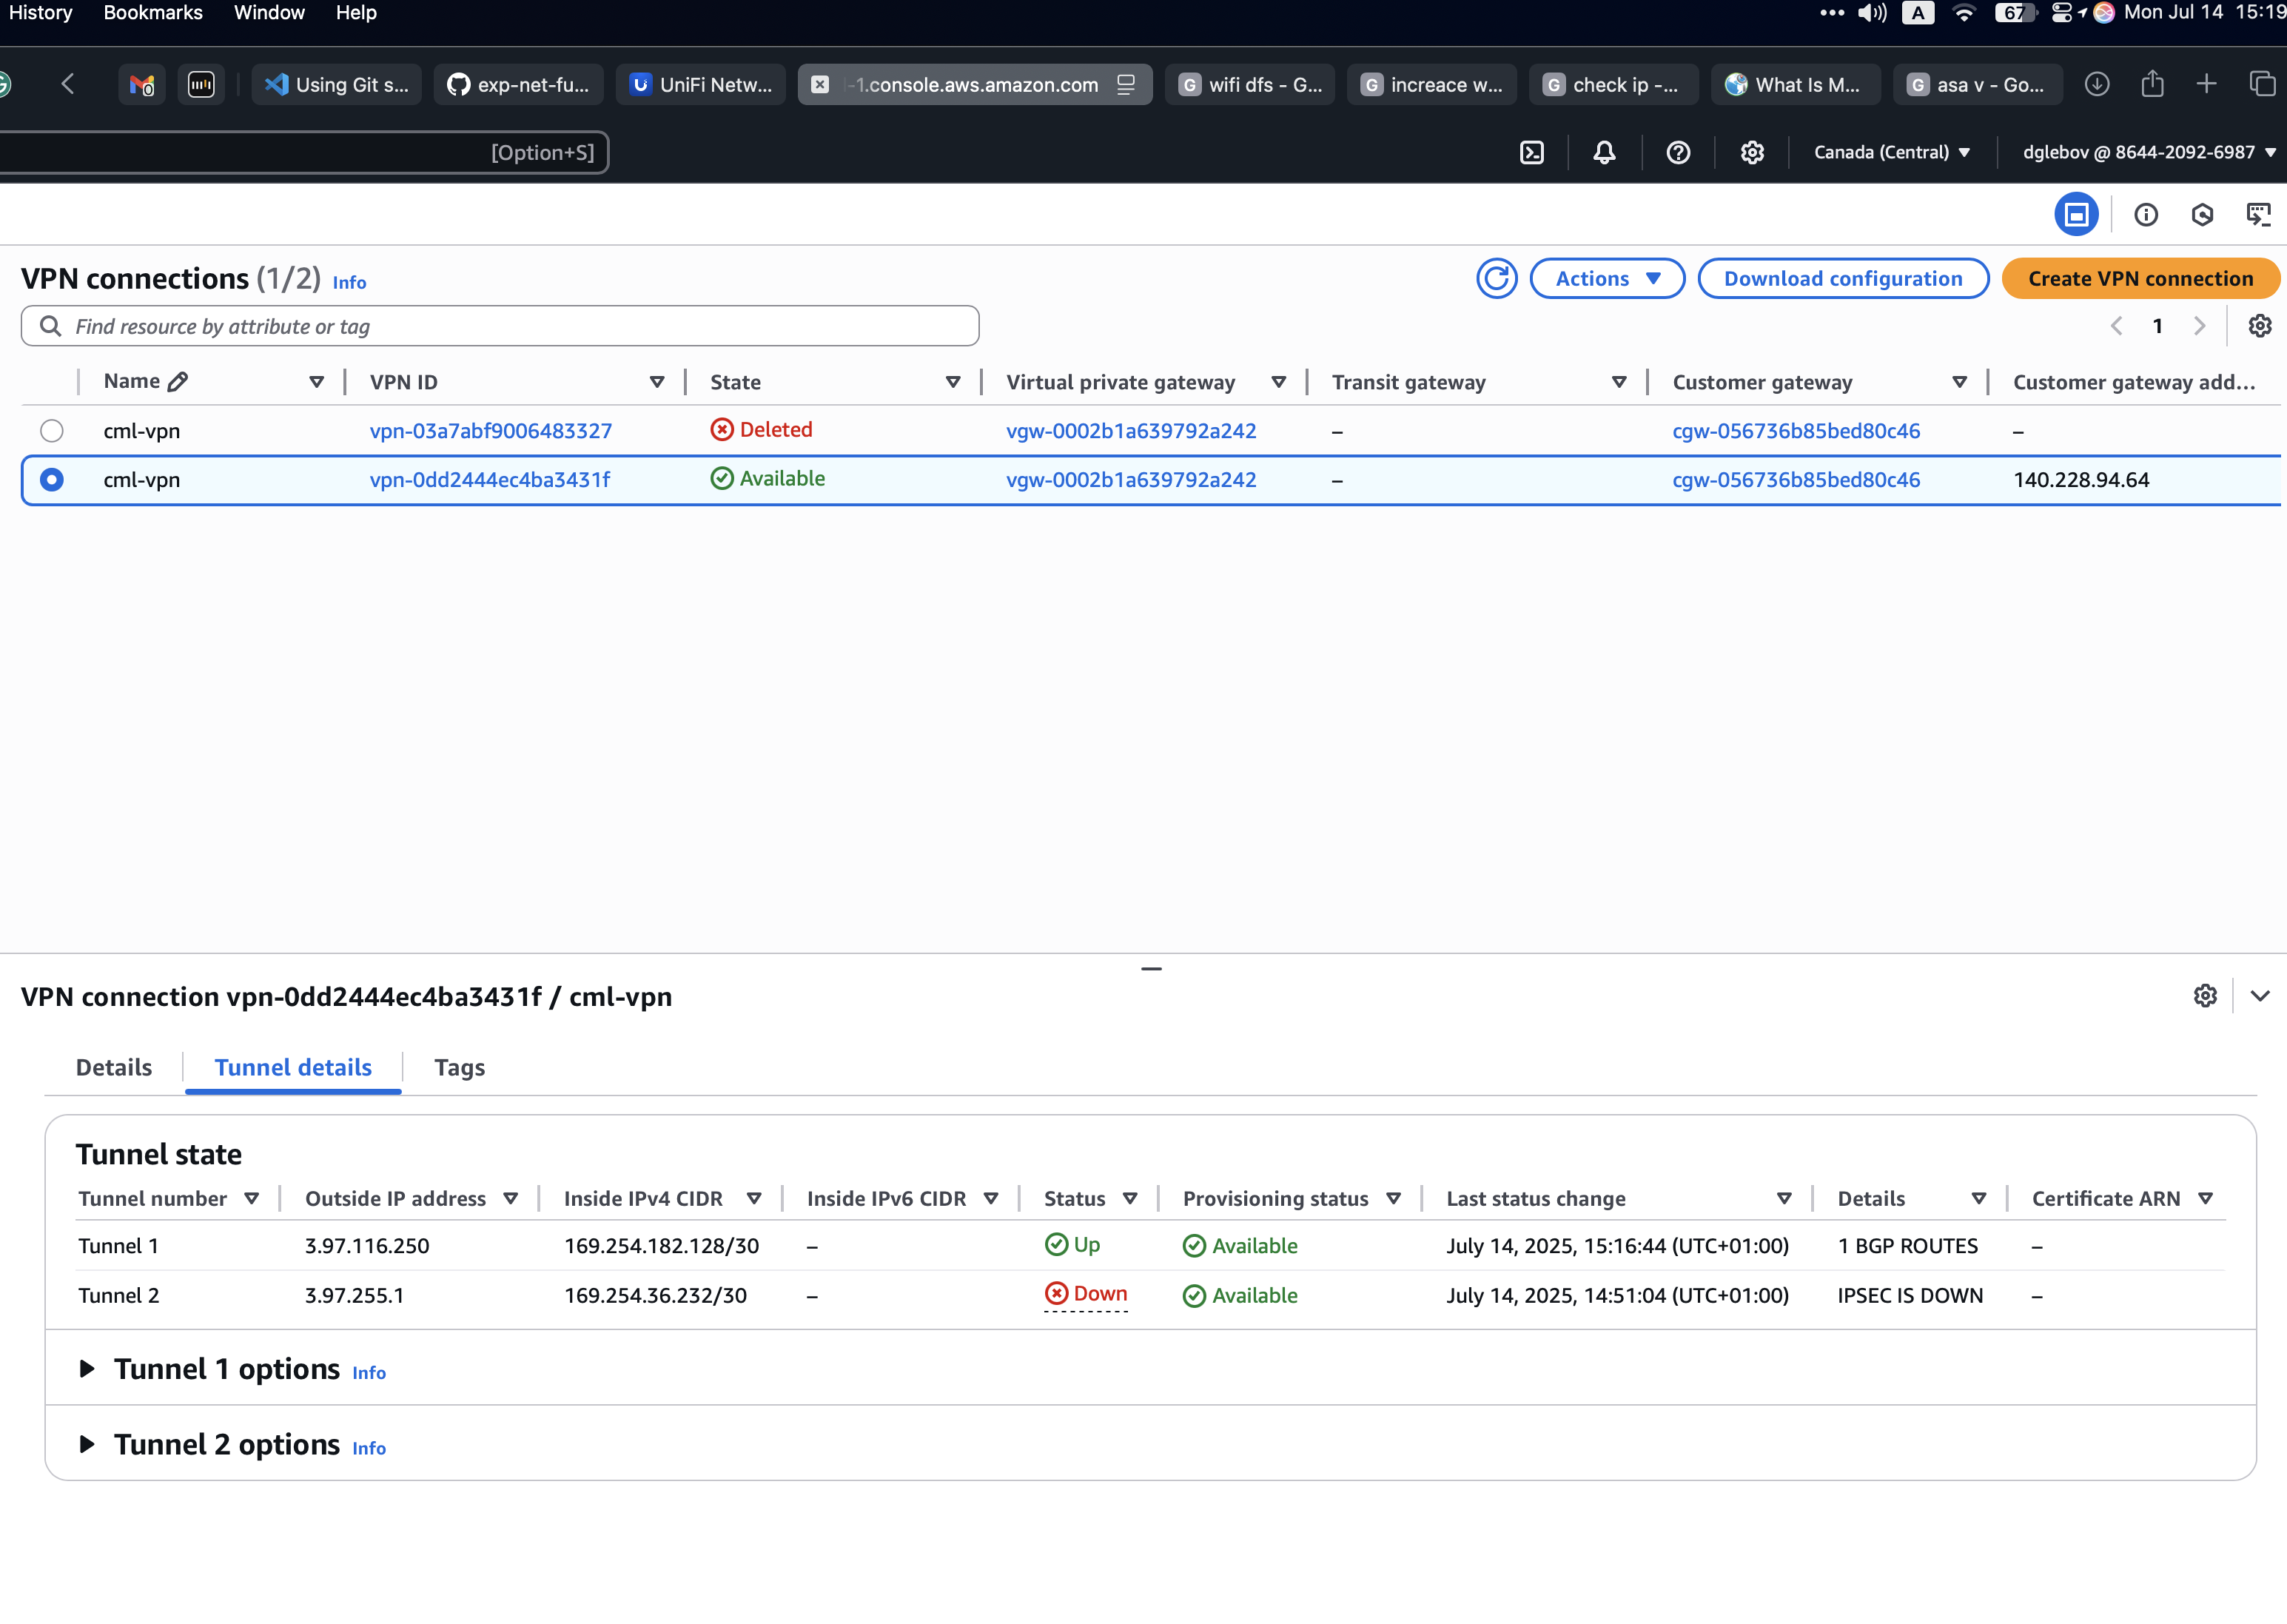 History Bookmarks Window Help A 67 Mon Jul 14 15:19
Using Git s... exp-net-fu... UniFi Netw... -1.console.aws.amazon.com wifi dfs - G... increace w... check ip -... What Is M... asa v - Go...
[Option+S] Canada (Central) dglebov @ 8644-2092-6987
VPN connections (1/2) Info Actions Download configuration Create VPN connection
Find resource by attribute or tag 1
Name VPN ID State Virtual private gateway Transit gateway Customer gateway Customer gateway add...
cml-vpn vpn-03a7abf9006483327 Deleted vgw-0002b1a639792a242 – cgw-056736b85bed80c46 –
cml-vpn vpn-0dd2444ec4ba3431f Available vgw-0002b1a639792a242 – cgw-056736b85bed80c46 140.228.94.64
VPN connection vpn-0dd2444ec4ba3431f / cml-vpn
Details Tunnel details Tags
Tunnel state
Tunnel number Outside IP address Inside IPv4 CIDR Inside IPv6 CIDR Status Provisioning status Last status change Details Certificate ARN
Tunnel 1 3.97.116.250 169.254.182.128/30 – Up Available July 14, 2025, 15:16:44 (UTC+01:00) 1 BGP ROUTES –
Tunnel 2 3.97.255.1 169.254.36.232/30 – Down Available July 14, 2025, 14:51:04 (UTC+01:00) IPSEC IS DOWN –
Tunnel 1 options Info
Tunnel 2 options Info